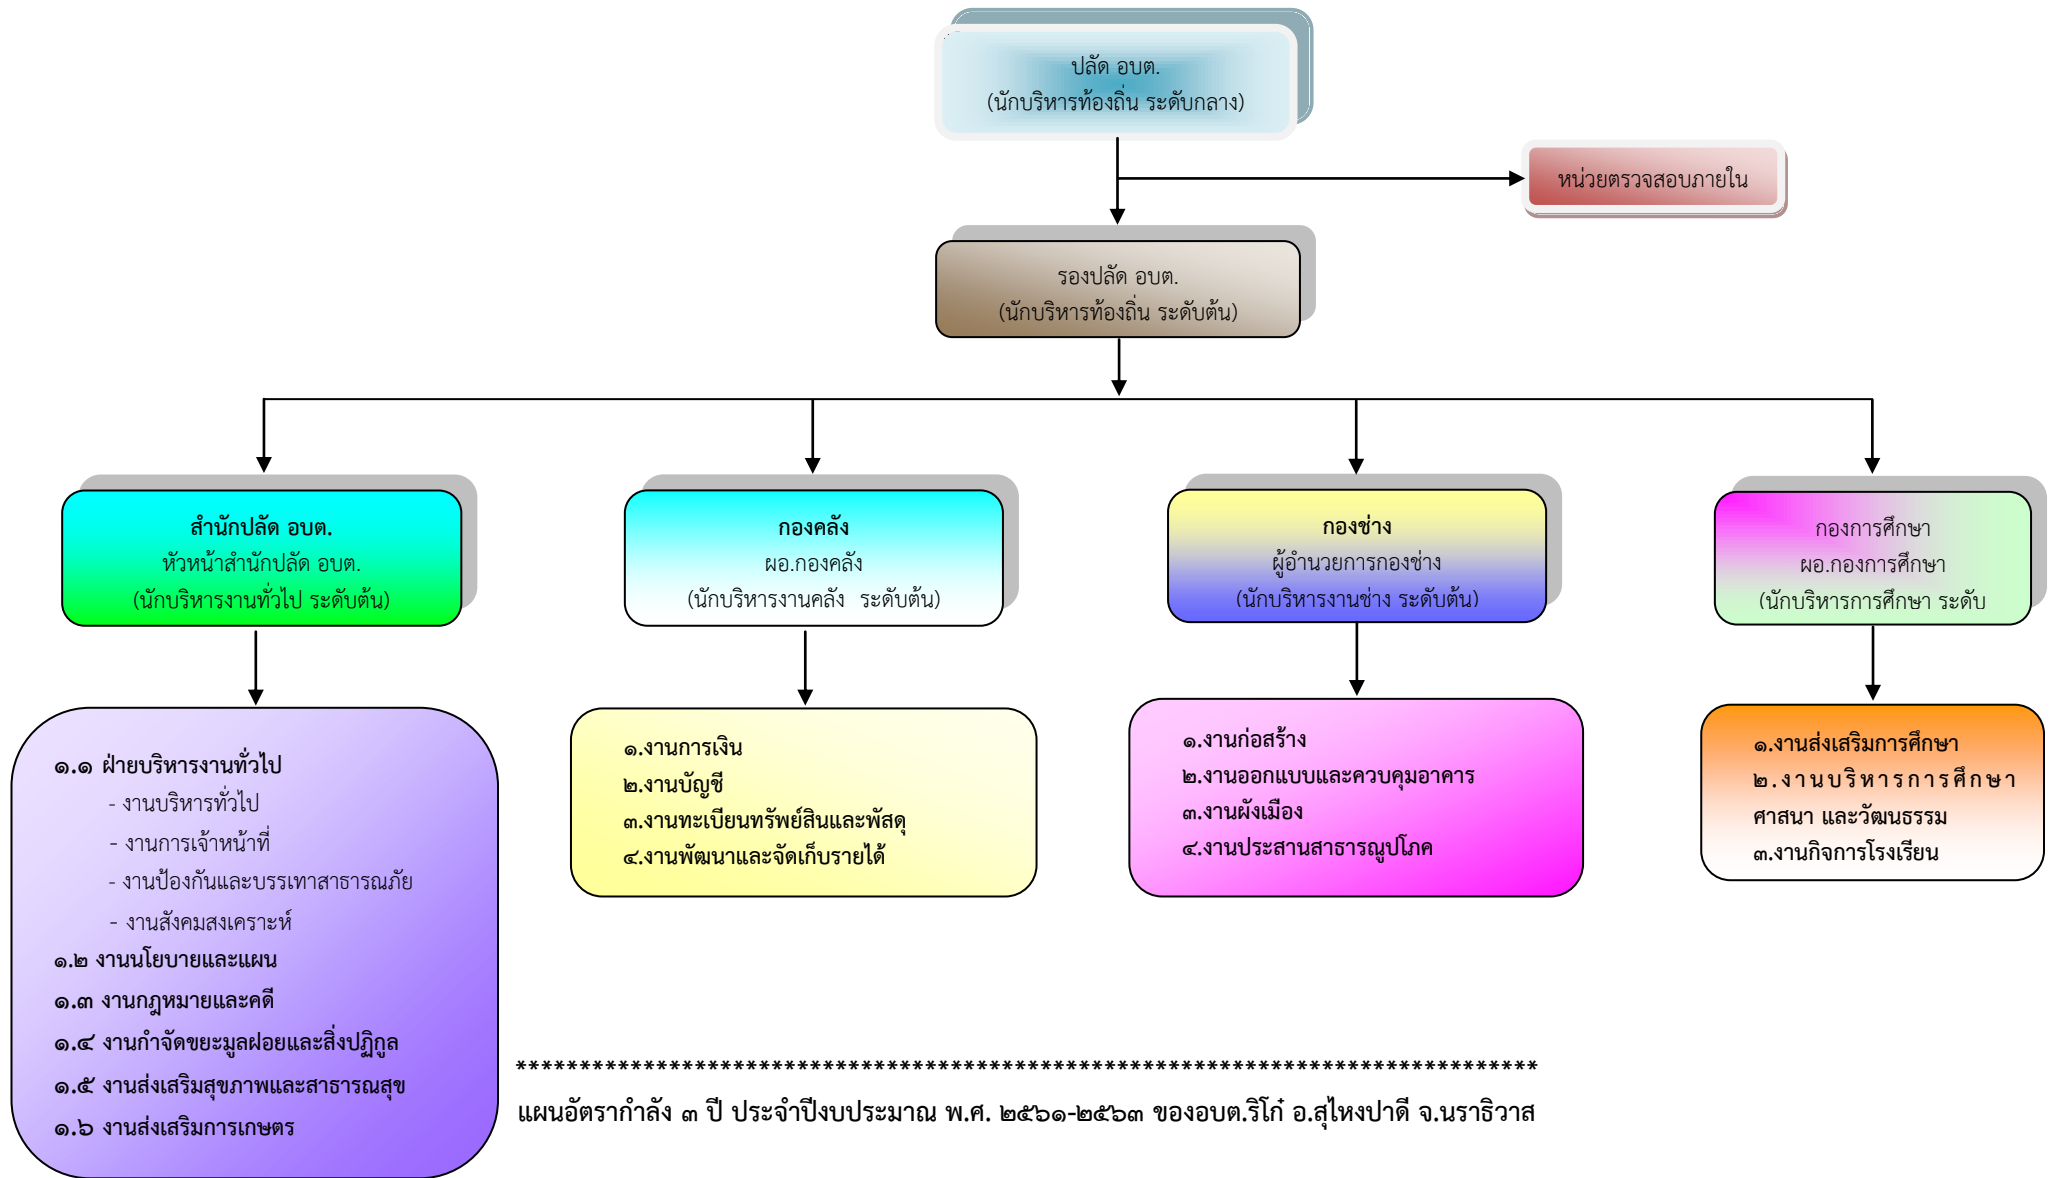 ปลัด อบต.
(นักบริหารท้องถิ่น ระดับกลาง)
หน่วยตรวจสอบภายใน
รองปลัด อบต.
(นักบริหารท้องถิ่น ระดับต้น)
สำนักปลัด อบต.
หัวหน้าสำนักปลัด อบต.
(นักบริหารงานทั่วไป ระดับต้น)
กองคลัง
ผอ.กองคลัง
(นักบริหารงานคลัง ระดับต้น)
กองช่าง
ผู้อำนวยการกองช่าง
(นักบริหารงานช่าง ระดับต้น)
กองการศึกษา
ผอ.กองการศึกษา
(นักบริหารการศึกษา ระดับ
๑.๑ ฝ่ายบริหารงานทั่วไป
- งานบริหารทั่วไป
- งานการเจ้าหน้าที่
- งานป้องกันและบรรเทาสาธารณภัย
- งานสังคมสงเคราะห์
๑.๒ งานนโยบายและแผน
๑.๓ งานกฎหมายและคดี
๑.๔ งานกำจัดขยะมูลฝอยและสิ่งปฏิกูล
๑.๕ งานส่งเสริมสุขภาพและสาธารณสุข
๑.๖ งานส่งเสริมการเกษตร
๑.งานการเงิน
๒.งานบัญชี
๓.งานทะเบียนทรัพย์สินและพัสดุ
๔.งานพัฒนาและจัดเก็บรายได้
๑.งานก่อสร้าง
๒.งานออกแบบและควบคุมอาคาร
๓.งานผังเมือง
๔.งานประสานสาธารณูปโภค
๑.งานส่งเสริมการศึกษา
๒.งานบริหารการศึกษา
ศาสนา และวัฒนธรรม
๓.งานกิจการโรงเรียน
********************************************************************************
แผนอัตรากำลัง ๓ ปี ประจำปีงบประมาณ พ.ศ. ๒๕๖๑-๒๕๖๓ ของอบต.ริโก๋ อ.สุไหงปาดี จ.นราธิวาส